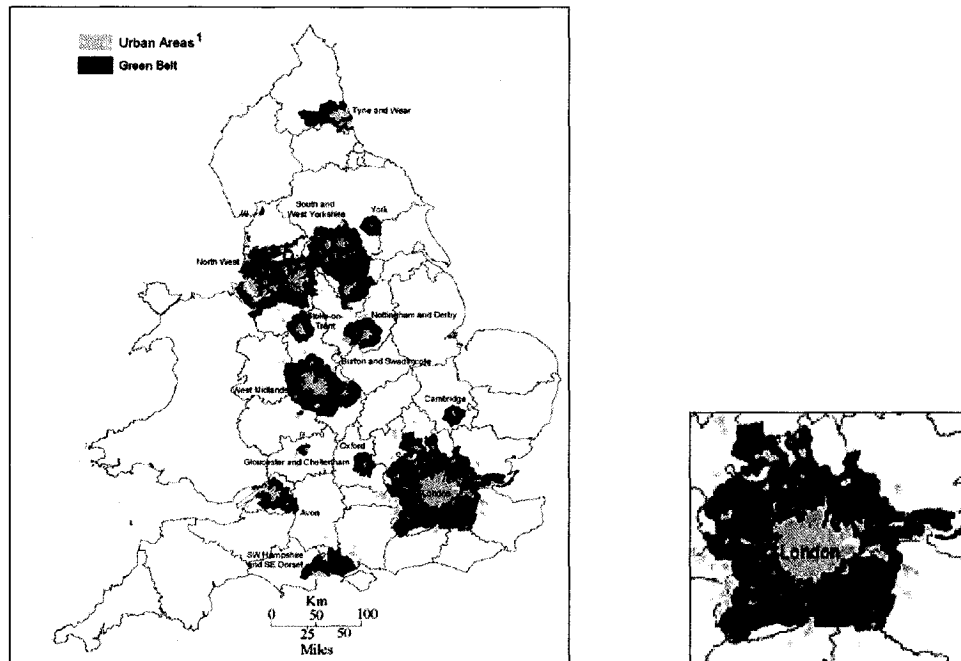 Urban Areas¹
Green Belt
Tyne and Wear
South and
West Yorkshire
York
North West
Stoke-on-
Trent
Nottingham and Derby
Burton and Swadlincote
West Midlands
Cambridge
Oxford
Gloucester and Cheltenham
London
Avon
SW Hampshire
and SE Dorset
Km
0 50 100
25 50
Miles
London